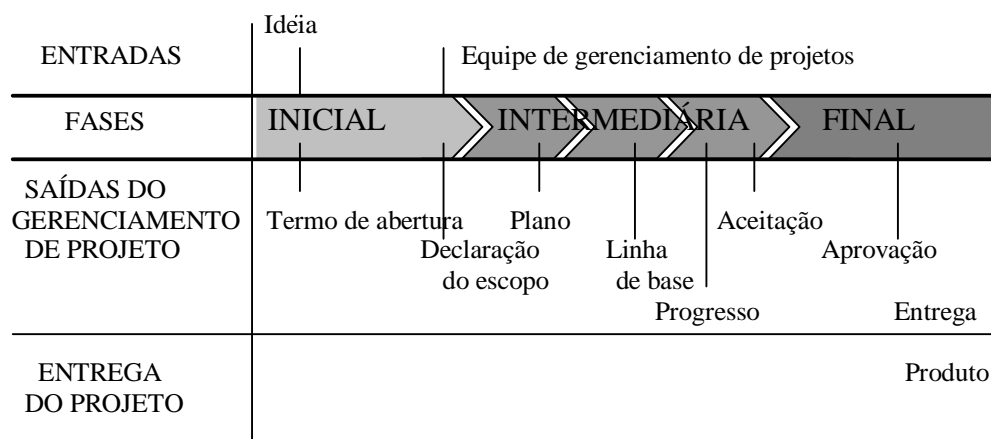 Idéia
ENTRADAS
Equipe de gerenciamento de projetos
FASES
INICIAL
INTERMEDIÁRIA
FINAL
SAÍDAS DO
GERENCIAMENTO
DE PROJETO
Termo de abertura
Plano
Aceitação
Declaração
do escopo
Linha
de base
Aprovação
Progresso
Entrega
ENTREGA
DO PROJETO
Produto